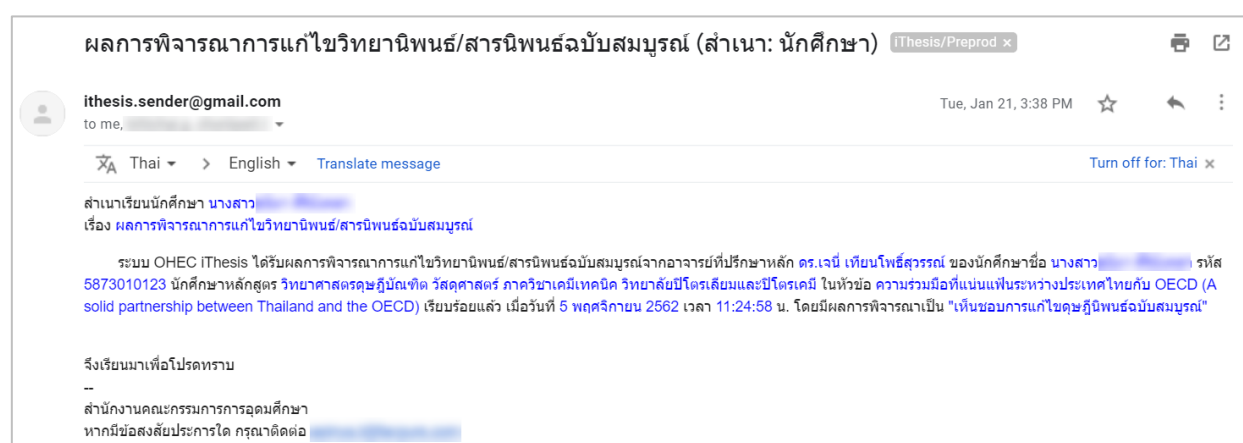 ผลการพิจารณาการแก้ไขวิทยานิพนธ์/สารนิพนธ์ฉบับสมบูรณ์ (สำเนา: นักศึกษา) iThesis/Preprod ×
ithesis.sender@gmail.com
Tue, Jan 21, 3:38 PM
to me,
Thai > English Translate message
Turn off for: Thai ×
สำเนาเรียนนักศึกษา นางสาว
เรื่อง ผลการพิจารณาการแก้ไขวิทยานิพนธ์/สารนิพนธ์ฉบับสมบูรณ์
ระบบ OHEC iThesis ได้รับผลการพิจารณาการแก้ไขวิทยานิพนธ์/สารนิพนธ์ฉบับสมบูรณ์จากอาจารย์ที่ปรึกษาหลัก ดร.เจนี่ เทียนโพธิ์สุวรรณ์ ของนักศึกษาชื่อ นางสาว รหัส
5873010123 นักศึกษาหลักสูตร วิทยาศาสตรดุษฎีบัณฑิต วัสดุศาสตร์ ภาควิชาเคมีเทคนิค วิทยาลัยปิโตรเลียมและปิโตรเคมี ในหัวข้อ ความร่วมมือที่แน่นแฟ้นระหว่างประเทศไทยกับ OECD (A
solid partnership between Thailand and the OECD) เรียบร้อยแล้ว เมื่อวันที่ 5 พฤศจิกายน 2562 เวลา 11:24:58 น. โดยมีผลการพิจารณาเป็น "เห็นชอบการแก้ไขดุษฎีนิพนธ์ฉบับสมบูรณ์"
จึงเรียนมาเพื่อโปรดทราบ
--
สำนักงานคณะกรรมการการอุดมศึกษา
หากมีข้อสงสัยประการใด กรุณาติดต่อ